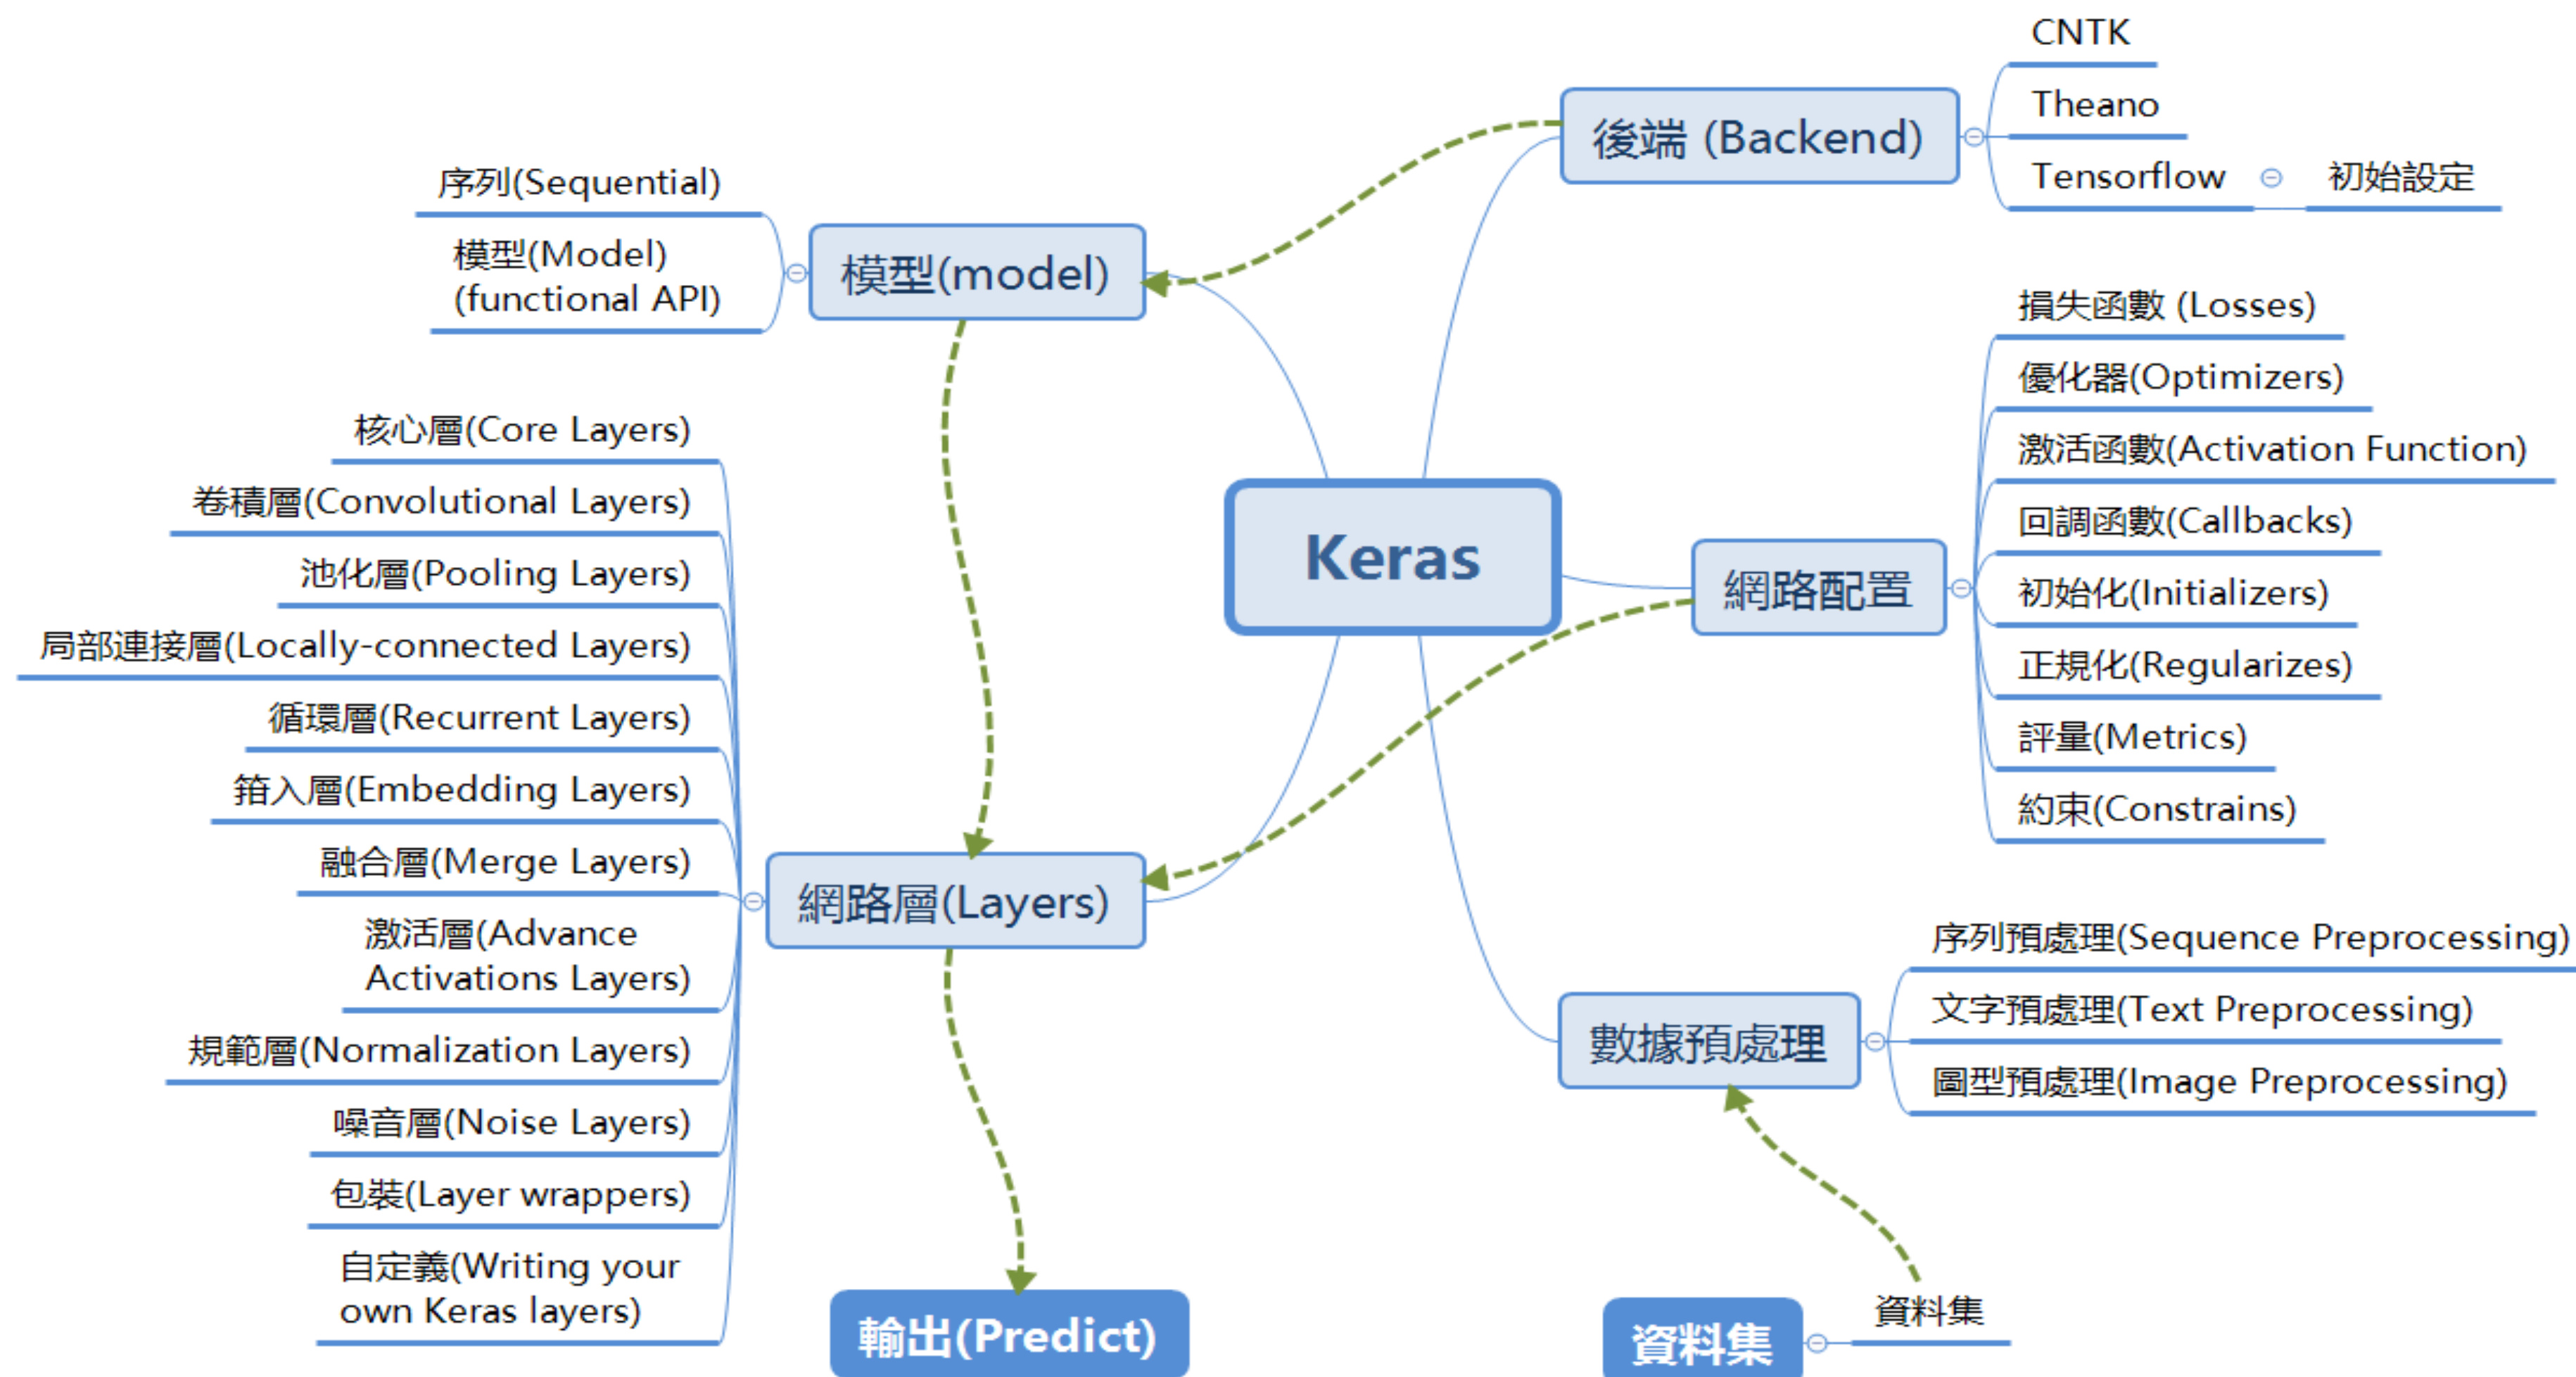 Keras
後端 (Backend)
CNTK
Theano
Tensorflow
初始設定
模型(model)
序列(Sequential)
模型(Model)
(functional API)
網路配置
損失函數 (Losses)
優化器(Optimizers)
激活函數(Activation Function)
回調函數(Callbacks)
初始化(Initializers)
正規化(Regularizes)
評量(Metrics)
約束(Constrains)
網路層(Layers)
核心層(Core Layers)
卷積層(Convolutional Layers)
池化層(Pooling Layers)
局部連接層(Locally-connected Layers)
循環層(Recurrent Layers)
箝入層(Embedding Layers)
融合層(Merge Layers)
激活層(Advance
Activations Layers)
規範層(Normalization Layers)
噪音層(Noise Layers)
包裝(Layer wrappers)
自定義(Writing your
own Keras layers)
數據預處理
序列預處理(Sequence Preprocessing)
文字預處理(Text Preprocessing)
圖型預處理(Image Preprocessing)
輸出(Predict)
資料集
資料集